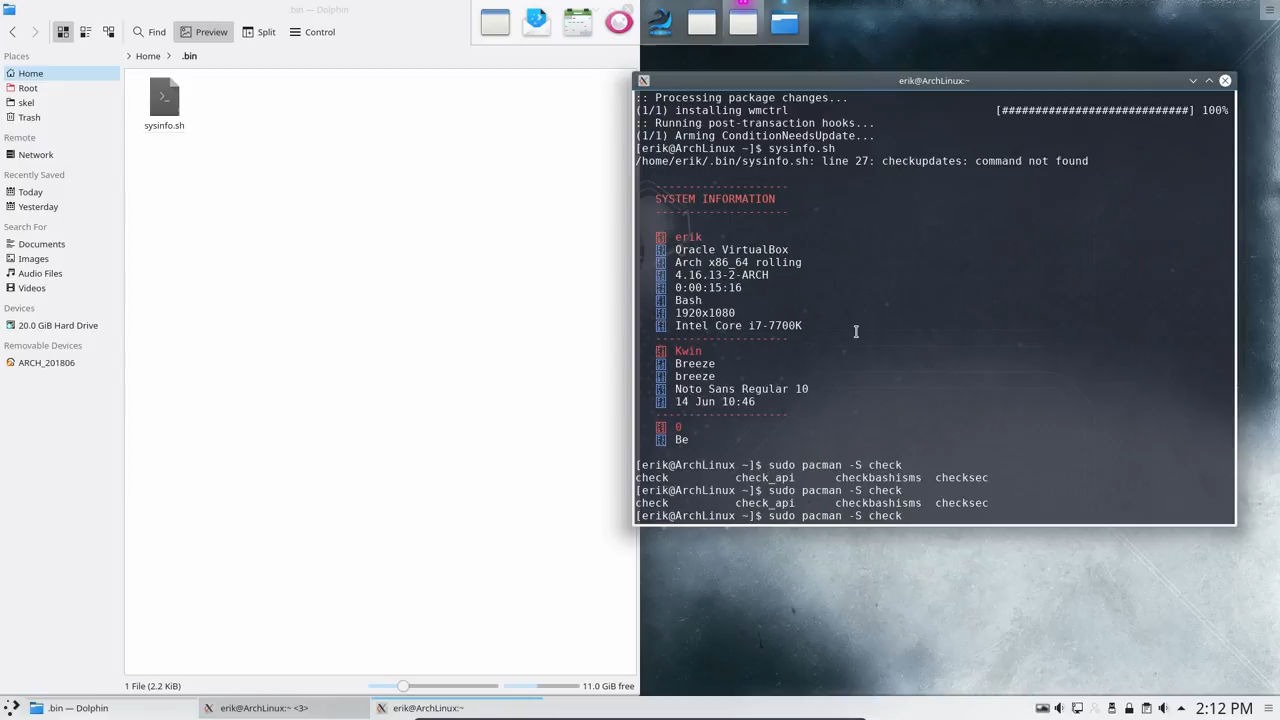 .bin — Dolphin
Find
Preview
Split
Control
Home
.bin
Places
Home
Root
skel
Trash
Remote
Network
Recently Saved
Today
Yesterday
Search For
Documents
Images
Audio Files
Videos
Devices
20.0 GiB Hard Drive
Removable Devices
ARCH_201806
sysinfo.sh
1 File (2.2 KiB)
11.0 GiB free
erik@ArchLinux:~
:: Processing package changes...
(1/1) installing wmctrl [############################] 100%
:: Running post-transaction hooks...
(1/1) Arming ConditionNeedsUpdate...
[erik@ArchLinux ~]$ sysinfo.sh
/home/erik/.bin/sysinfo.sh: line 27: checkupdates: command not found
--------------------
SYSTEM INFORMATION
--------------------
erik
Oracle VirtualBox
Arch x86_64 rolling
4.16.13-2-ARCH
0:00:15:16
Bash
1920x1080
Intel Core i7-7700K
--------------------
Kwin
Breeze
breeze
Noto Sans Regular 10
14 Jun 10:46
--------------------
0
Be
[erik@ArchLinux ~]$ sudo pacman -S check
check check_api checkbashisms checksec
[erik@ArchLinux ~]$ sudo pacman -S check
check check_api checkbashisms checksec
[erik@ArchLinux ~]$ sudo pacman -S check
.bin — Dolphin
erik@ArchLinux:~ <3>
erik@ArchLinux:~
2:12 PM